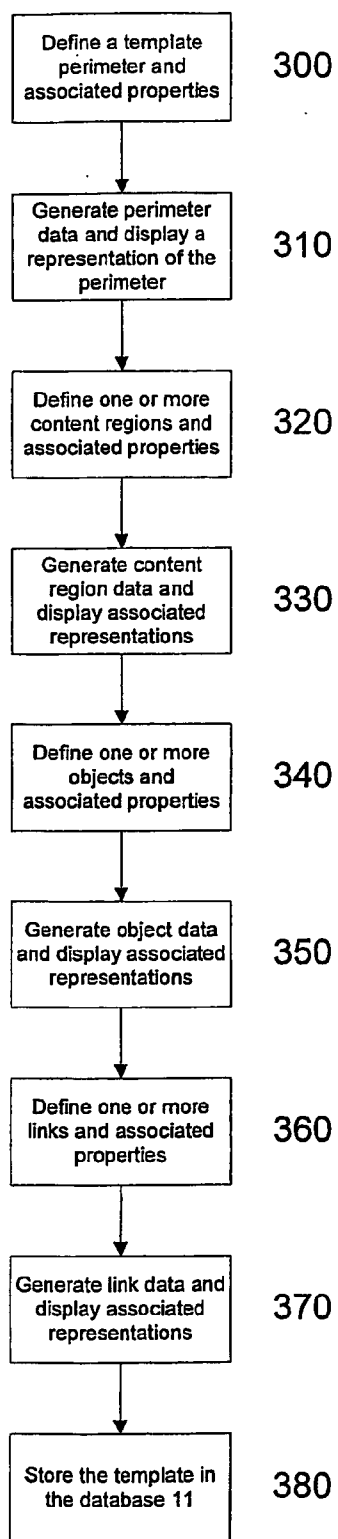 Define a template
perimeter and
associated properties
300
Generate perimeter
data and display a
representation of the
perimeter
310
Define one or more
content regions and
associated properties
320
Generate content
region data and
display associated
representations
330
Define one or more
objects and
associated properties
340
Generate object data
and display associated
representations
350
Define one or more
links and associated
properties
360
Generate link data and
display associated
representations
370
Store the template in
the database 11
380